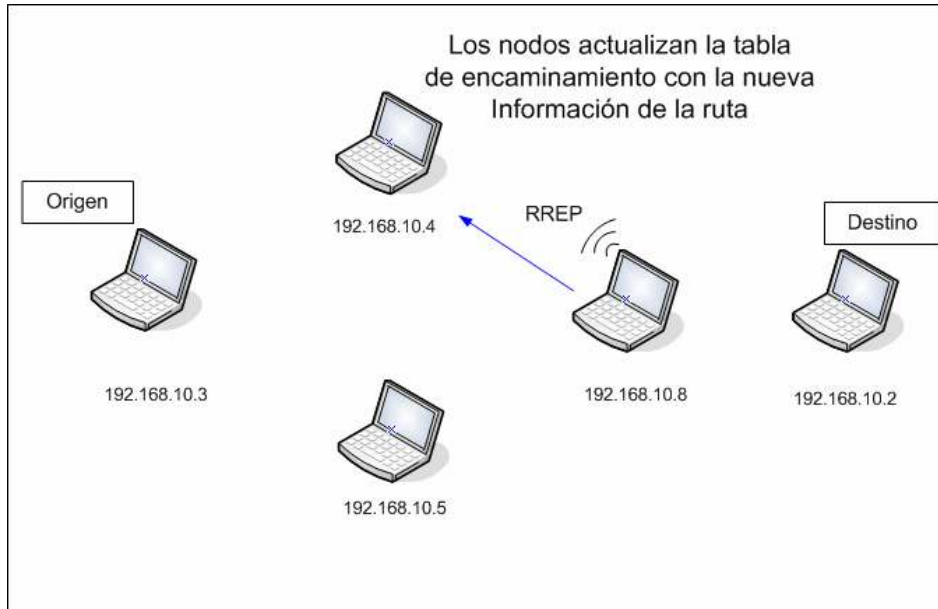 Los nodos actualizan la tabla
de encaminamiento con la nueva
Información de la ruta
Origen
192.168.10.4
RREP
Destino
192.168.10.3
192.168.10.8
192.168.10.2
192.168.10.5